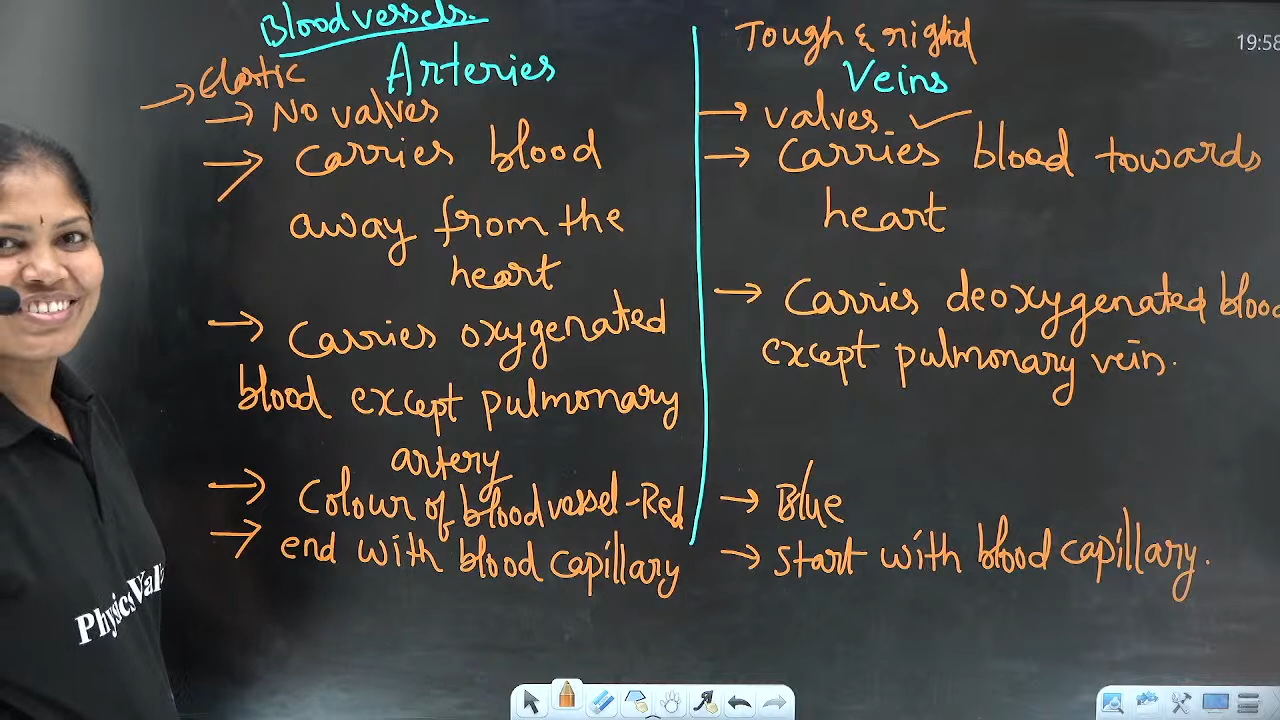 Blood vessels.
Arteries
→ Elastic
→ No valves
→ Carries blood
away from the
heart
→ Carries oxygenated
blood except pulmonary
artery
→ Colour of blood vessel - Red
→ end with blood capillary
Tough & rigid
Veins
→ valves ✓
→ Carries blood towards
heart
→ Carries deoxygenated blood
except pulmonary vein.
→ Blue
→ start with blood capillary.
19:58